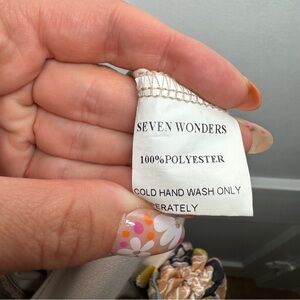 SEVEN WONDERS
100%POLYESTER
COLD HAND WASH ONLY
ERATELY